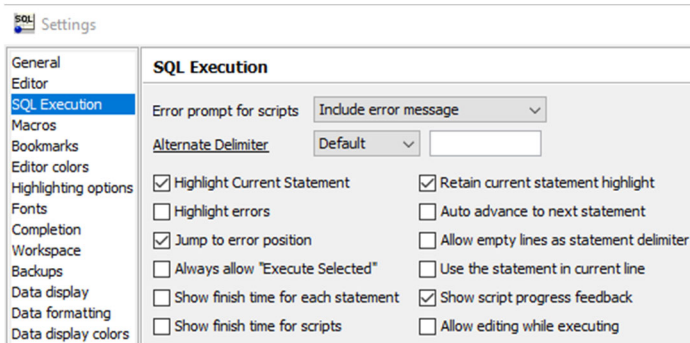 SQL Settings
General
Editor
SQL Execution
Macros
Bookmarks
Editor colors
Highlighting options
Fonts
Completion
Workspace
Backups
Data display
Data formatting
Data display colors
SQL Execution
Error prompt for scripts Include error message
Alternate Delimiter Default
Highlight Current Statement Retain current statement highlight
Highlight errors Auto advance to next statement
Jump to error position Allow empty lines as statement delimiter
Always allow "Execute Selected" Use the statement in current line
Show finish time for each statement Show script progress feedback
Show finish time for scripts Allow editing while executing